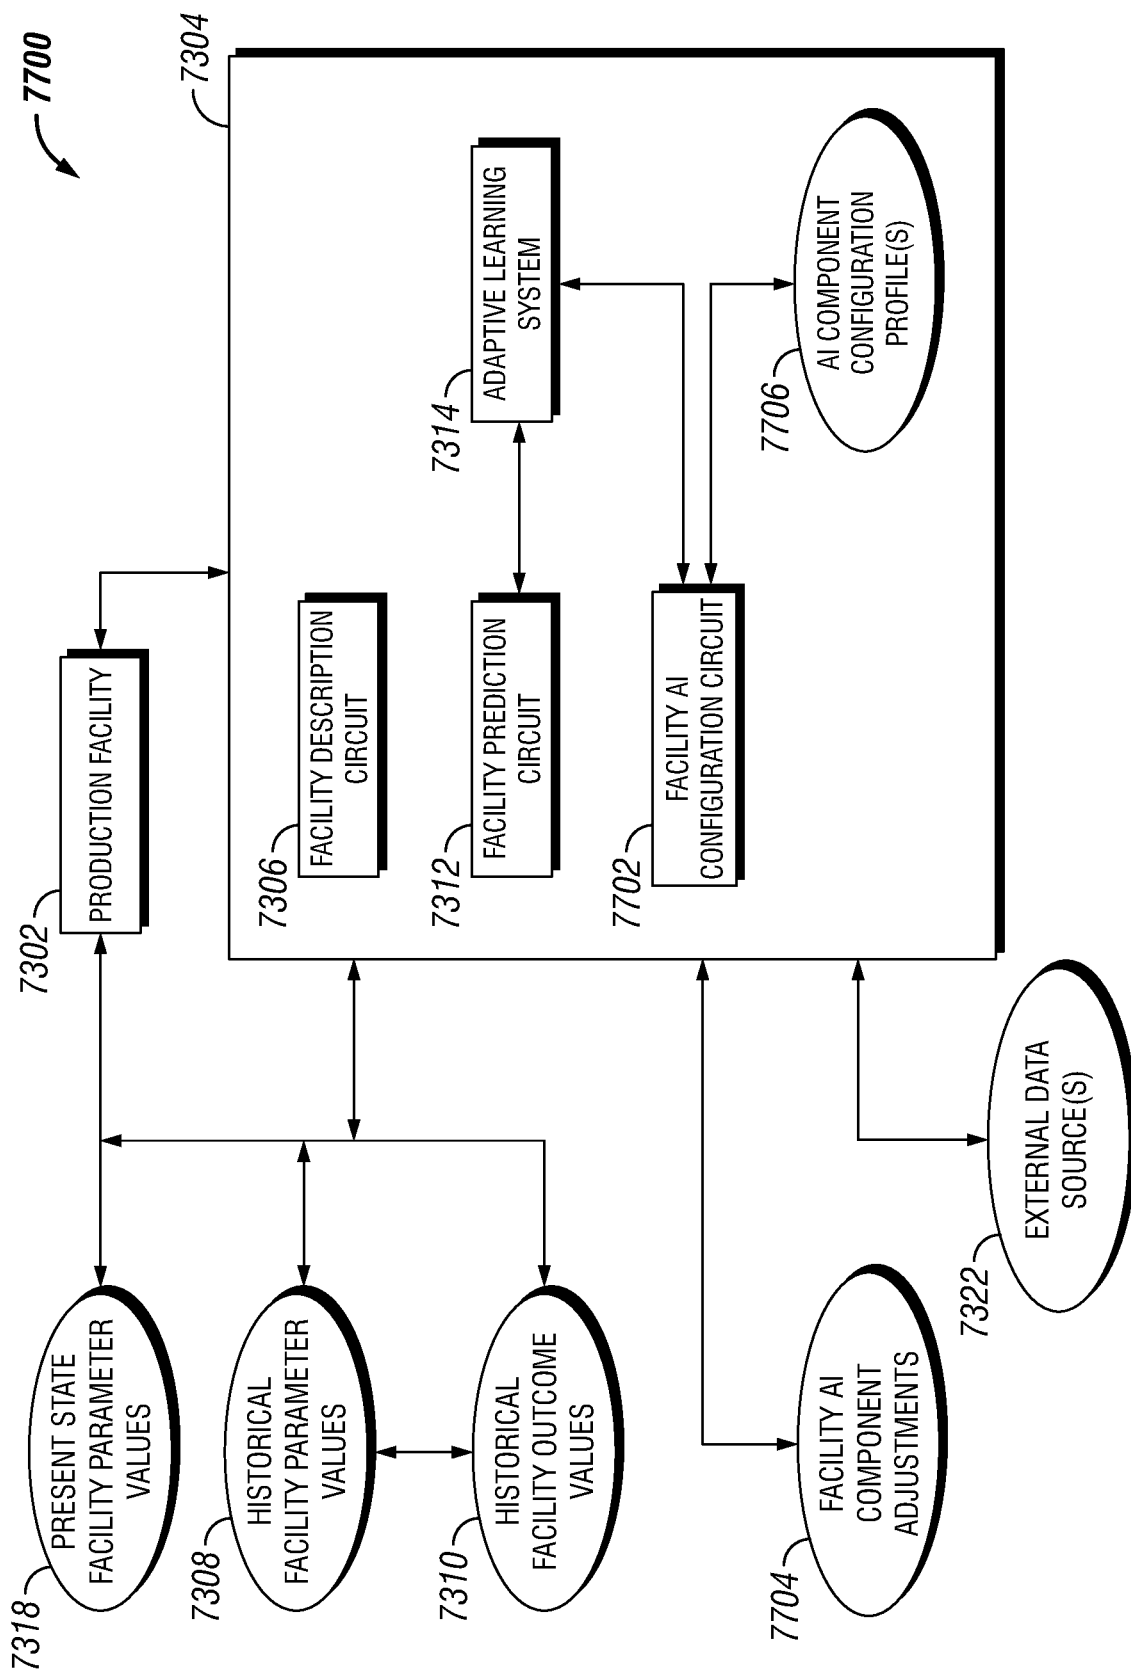 7700
7304
7302
PRODUCTION FACILITY
7318
PRESENT STATE
FACILITY PARAMETER
VALUES
7306
FACILITY DESCRIPTION
CIRCUIT
7308
HISTORICAL
FACILITY PARAMETER
VALUES
7312
FACILITY PREDICTION
CIRCUIT
7314
ADAPTIVE LEARNING
SYSTEM
7310
HISTORICAL
FACILITY OUTCOME
VALUES
7702
FACILITY AI
CONFIGURATION CIRCUIT
7706
AI COMPONENT
CONFIGURATION
PROFILE(S)
7704
FACILITY AI
COMPONENT
ADJUSTMENTS
7322
EXTERNAL DATA
SOURCE(S)